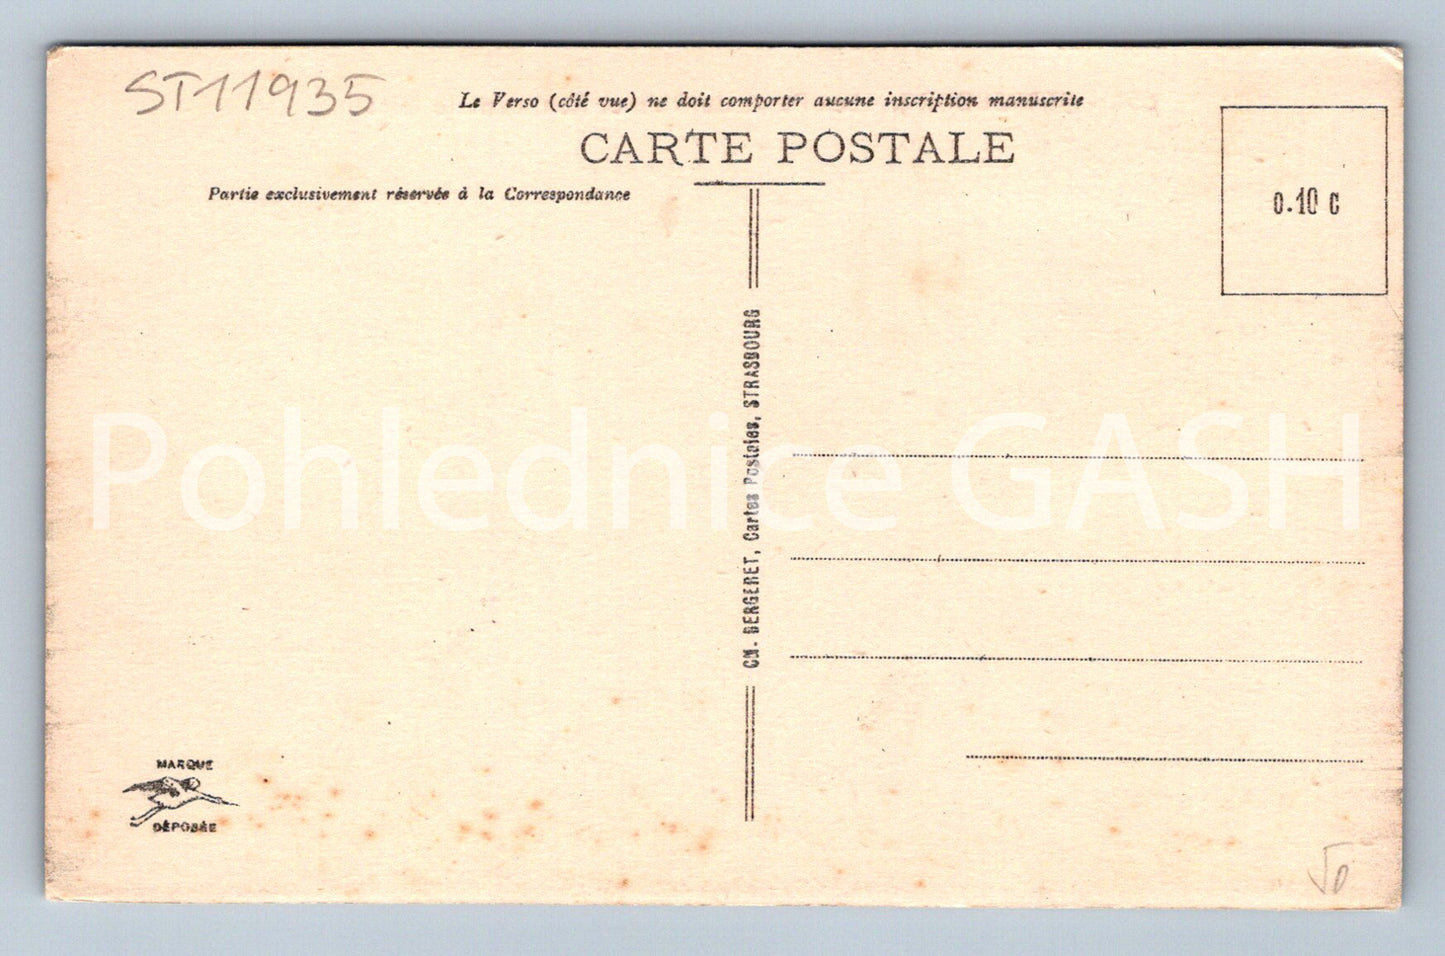 ST11935
Le Verso (côté vue) ne doit comporter aucune inscription manuscrite
CARTE POSTALE
Partie exclusivement réservée à la Correspondance
0.10 C
CH. BERGERET, Cartes Postales, STRASBOURG
Pohlednice GASH
MARQUE
DÉPOSÉE